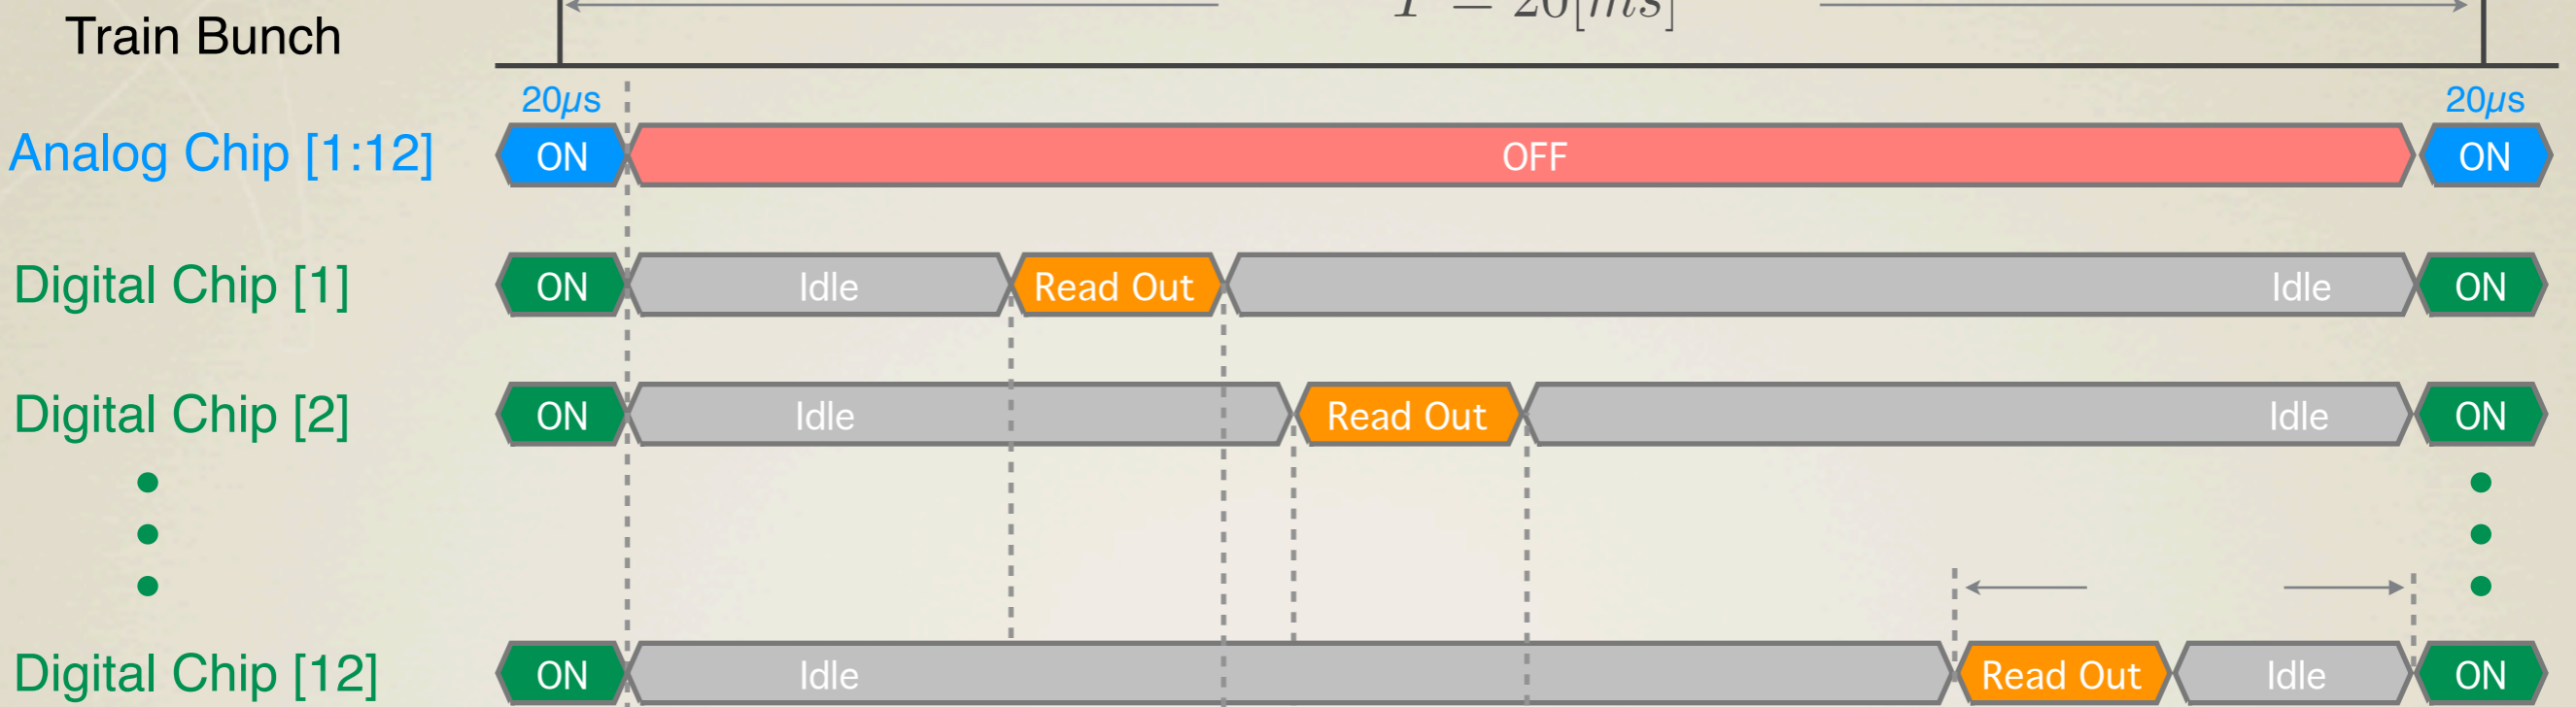 T = 20[ms]
Train Bunch
20μs 20μs
Analog Chip [1:12] ON OFF ON
Digital Chip [1] ON Idle Read Out Idle ON
Digital Chip [2] ON Idle Read Out Idle ON
Digital Chip [12] ON Idle Read Out Idle ON